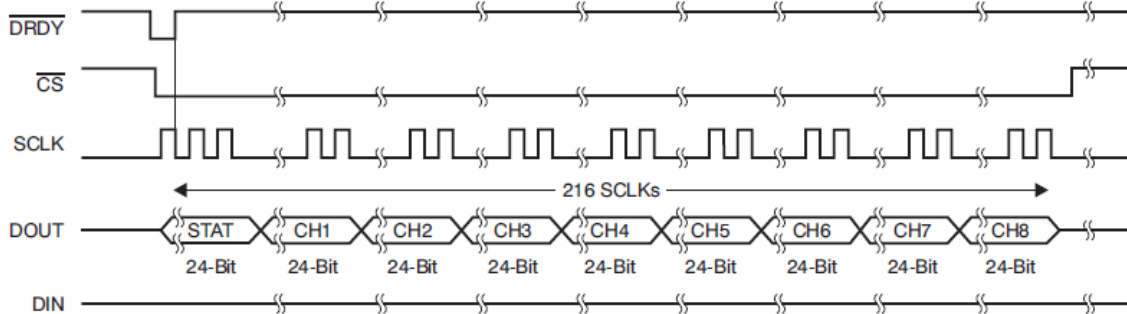 DRDY
CS
SCLK
216 SCLKs
DOUT STAT CH1 CH2 CH3 CH4 CH5 CH6 CH7 CH8
24-Bit 24-Bit 24-Bit 24-Bit 24-Bit 24-Bit 24-Bit 24-Bit 24-Bit
DIN